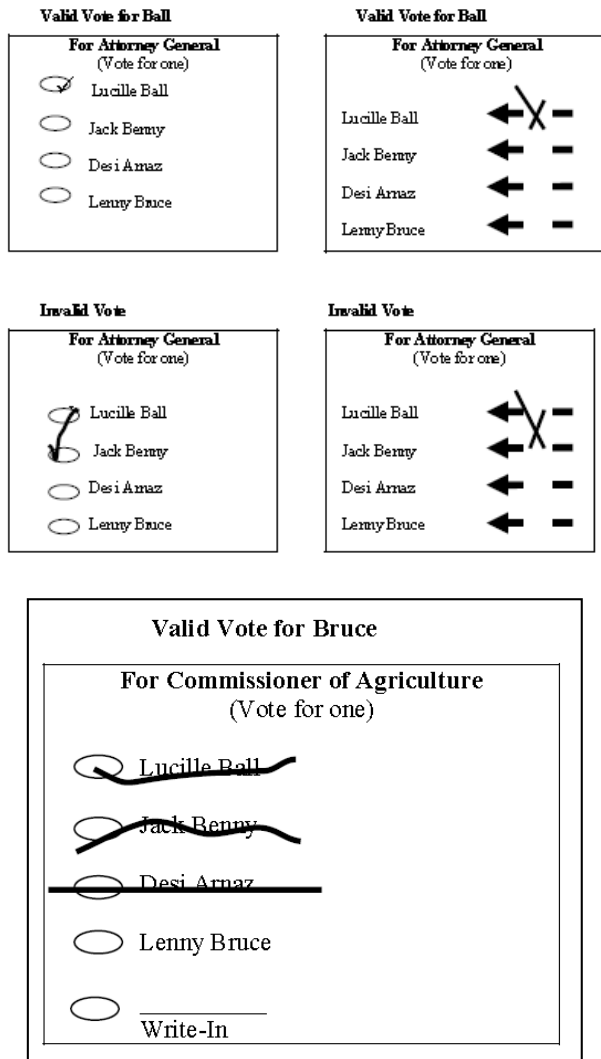 Valid Vote for Ball
For Attorney General
(Vote for one)
Lucille Ball
Jack Benny
Desi Arnaz
Lenny Bruce
Valid Vote for Ball
For Attorney General
(Vote for one)
Lucille Ball
Jack Benny
Desi Arnaz
Lenny Bruce
Invalid Vote
For Attorney General
(Vote for one)
Lucille Ball
Jack Benny
Desi Arnaz
Lenny Bruce
Invalid Vote
For Attorney General
(Vote for one)
Lucille Ball
Jack Benny
Desi Arnaz
Lenny Bruce
Valid Vote for Bruce
For Commissioner of Agriculture
(Vote for one)
Lucille Ball
Jack Benny
Desi Arnaz
Lenny Bruce
Write-In